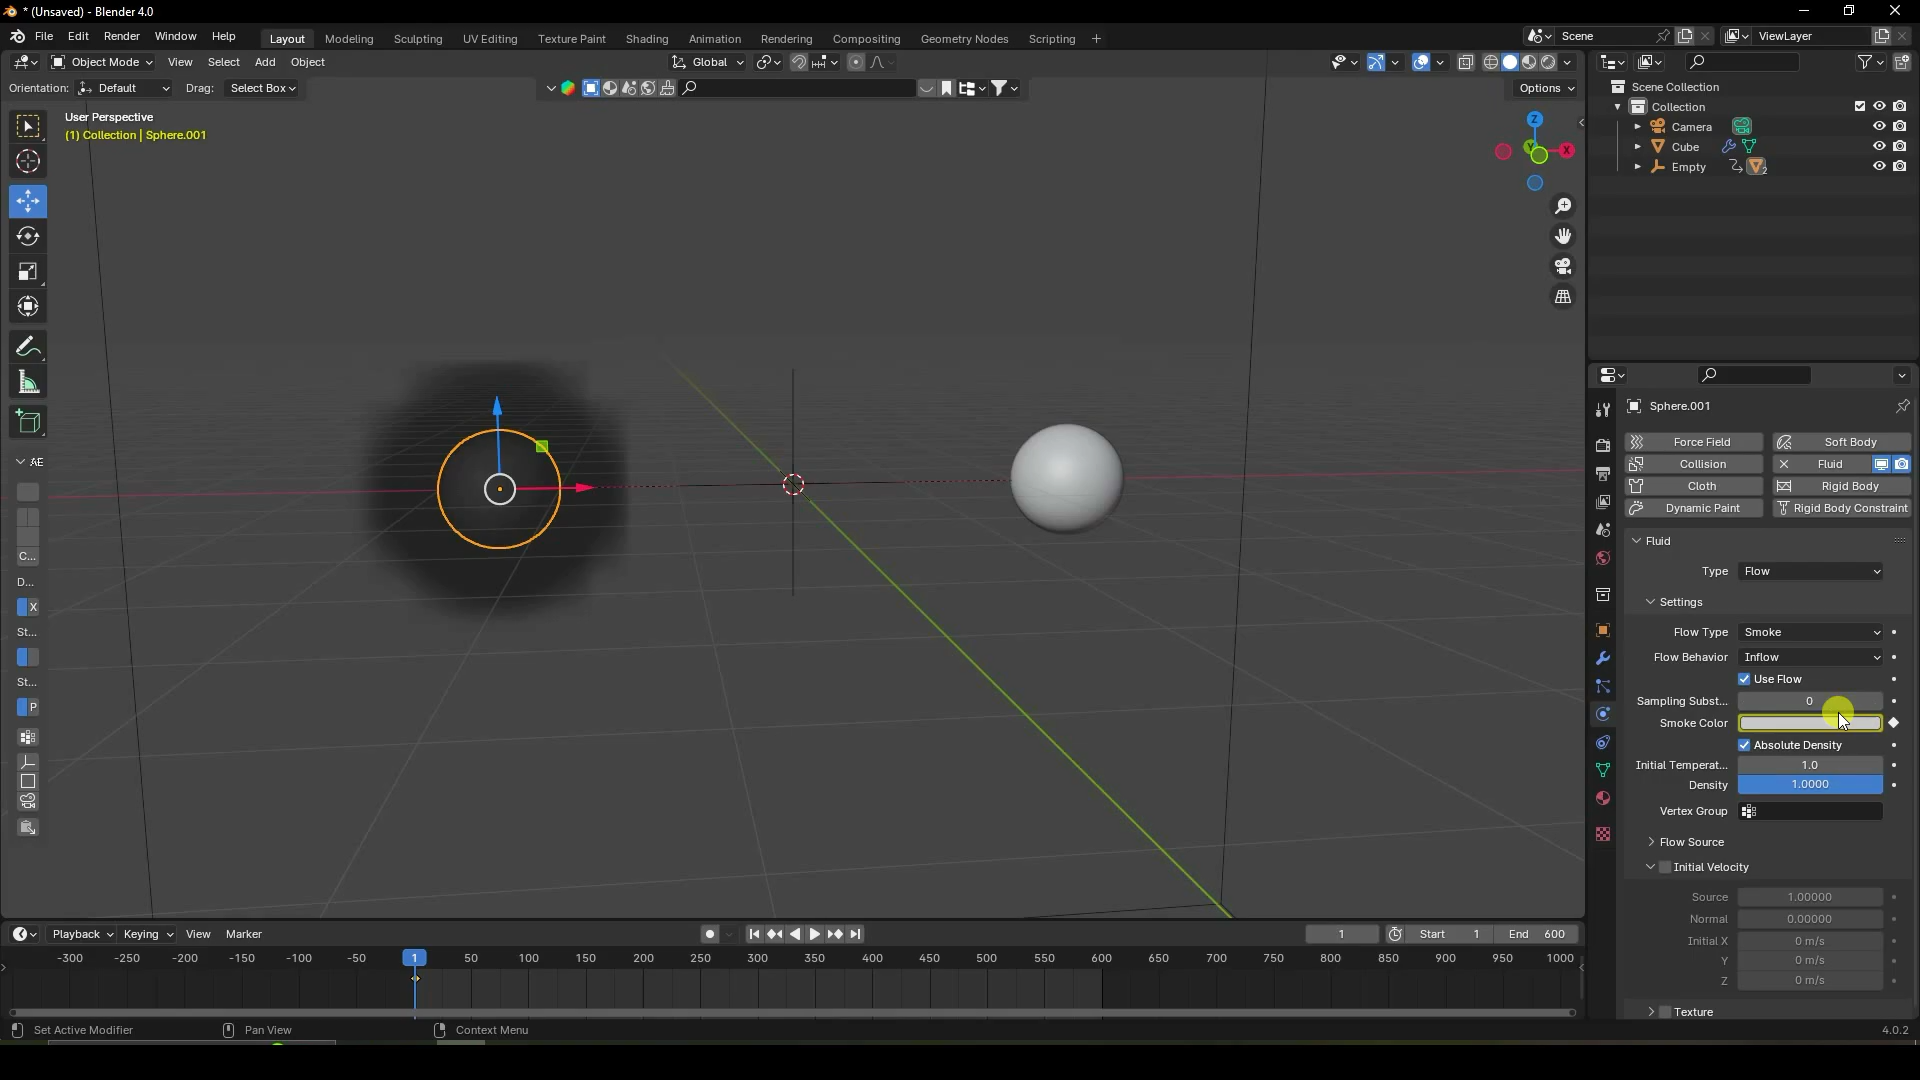 * (Unsaved) - Blender 4.0
File Edit Render Window Help
Layout Modeling Sculpting UV Editing Texture Paint Shading Animation Rendering Compositing Geometry Nodes Scripting +
Scene
ViewLayer
Object Mode View Select Add Object
Global
Orientation: Default Drag: Select Box
Options
User Perspective
(1) Collection | Sphere.001
Z
Y
X
AE
C...
D...
X
St...
St...
P
Scene Collection
Collection
Camera
Cube
Empty
2
Sphere.001
Force Field Soft Body
Collision Fluid
Cloth Rigid Body
Dynamic Paint Rigid Body Constraint
Fluid
Type Flow
Settings
Flow Type Smoke
Flow Behavior Inflow
Use Flow
Sampling Subst... 0
Smoke Color
Absolute Density
Initial Temperat... 1.0
Density 1.0000
Vertex Group
Flow Source
Initial Velocity
Source 1.00000
Normal 0.00000
Initial X 0 m/s
Y 0 m/s
Z 0 m/s
Texture
Playback Keying View Marker
1 Start 1 End 600
-300 -250 -200 -150 -100 -50 1 50 100 150 200 250 300 350 400 450 500 550 600 650 700 750 800 850 900 950 1000
Set Active Modifier Pan View Context Menu
4.0.2